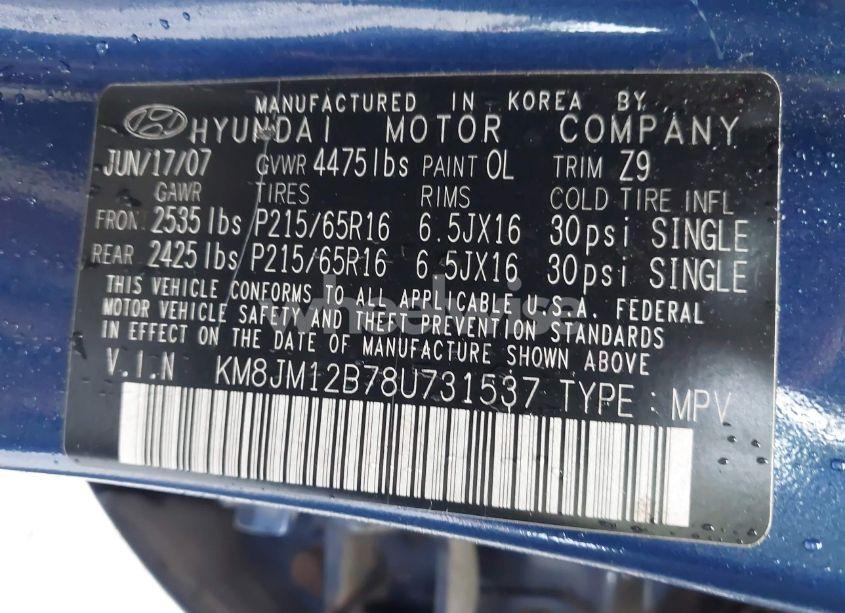 MANUFACTURED IN KOREA BY
HYUNDAI MOTOR COMPANY
JUN/17/07 GVWR 4475lbs PAINT OL TRIM Z9
GAWR TIRES RIMS COLD TIRE INFL
FRONT 2535 lbs P215/65R16 6.5JX16 30psi SINGLE
REAR 2425 lbs P215/65R16 6.5JX16 30psi SINGLE
THIS VEHICLE CONFORMS TO ALL APPLICABLE U.S.A. FEDERAL
MOTOR VEHICLE SAFETY AND THEFT PREVENTION STANDARDS
IN EFFECT ON THE DATE OF MANUFACTURE SHOWN ABOVE
V.I.N KM8JM12B78U731537 TYPE : MPV